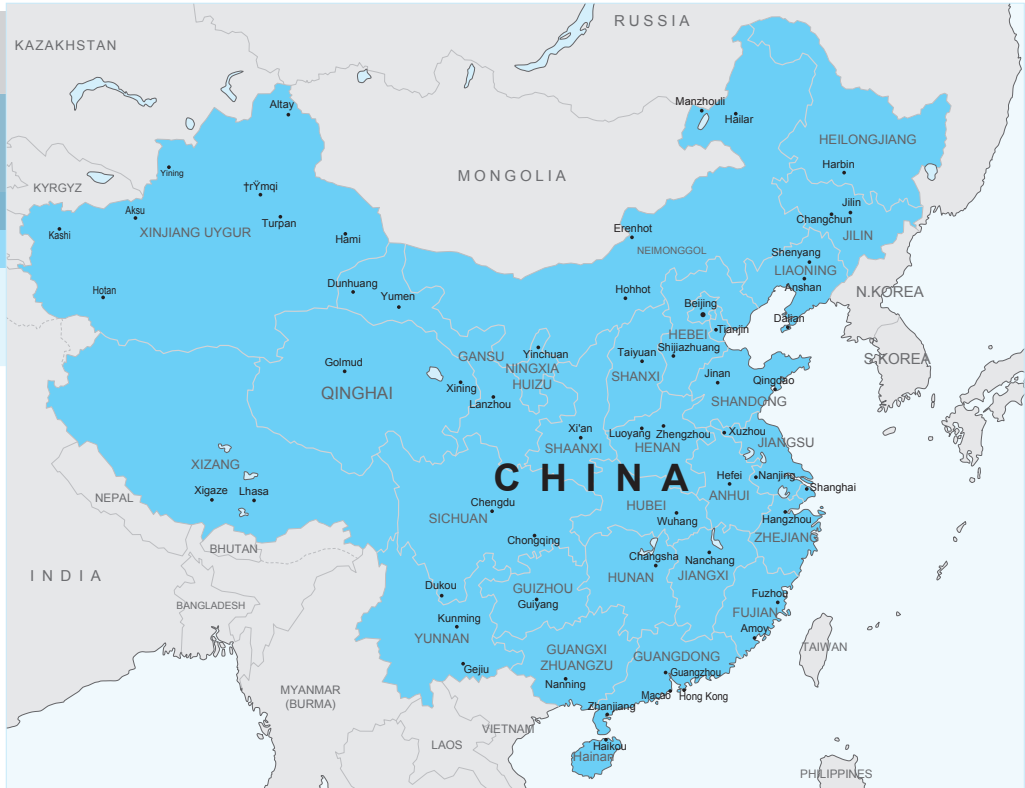 RUSSIA
KAZAKHSTAN
Altay
Manzhouli
Hailar
HEILONGJIANG
Harbin
MONGOLIA
Yining
KYRGYZ
†rŸmqi
Aksu
Turpan
XINJIANG UYGUR
Kashi
Hami
Jilin
Changchun
JILIN
Erenhot
NEIMONGGOL
Shenyang
LIAONING
Anshan
Hotan
Dunhuang
Yumen
Hohhot
Beijing
N.KOREA
Dalian
Tianjin
HEBEI
Shijiazhuang
Taiyuan
SHANXI
Yinchuan
NINGXIA
HUIZU
GANSU
Golmud
QINGHAI
Xining
Lanzhou
S.KOREA
Jinan
Qingdao
SHANDONG
Xi'an
SHAANXI
Luoyang
Zhengzhou
HENAN
Xuzhou
JIANGSU
XIZANG
Xigaze
Lhasa
NEPAL
CHINA
Hefei
Nanjing
ANHUI
Shanghai
Chengdu
SICHUAN
HUBEI
Wuhang
Hangzhou
ZHEJIANG
Chongqing
BHUTAN
INDIA
Changsha
HUNAN
Nanchang
JIANGXI
Dukou
GUIZHOU
Guiyang
BANGLADESH
Fuzhou
FUJIAN
Amoy
Kunming
YUNNAN
Gejiu
GUANGXI
ZHUANGZU
Nanning
GUANGDONG
Guangzhou
TAIWAN
Macao
Hong Kong
MYANMAR
(BURMA)
Zhanjiang
VIETNAM
LAOS
Haikou
Hainan
PHILIPPINES